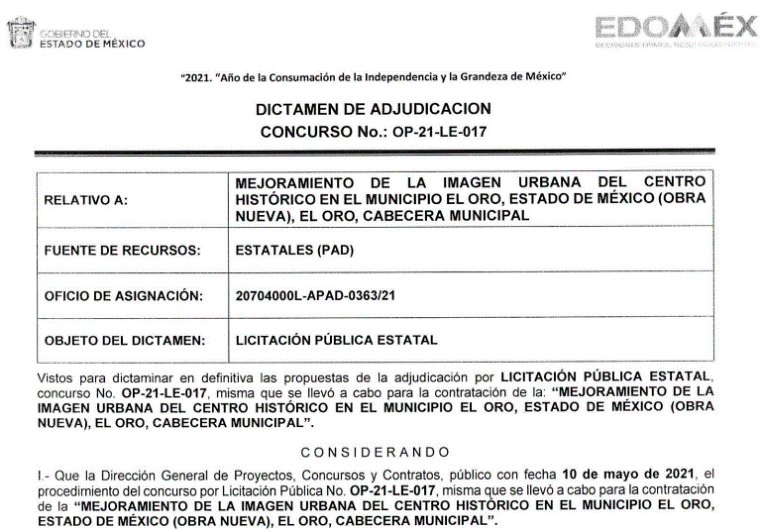 GOBIERNO DEL
ESTADO DE MÉXICO
EDOMÉX
"2021. "Año de la Consumación de la Independencia y la Grandeza de México"
DICTAMEN DE ADJUDICACION
CONCURSO No.: OP-21-LE-017
RELATIVO A:
MEJORAMIENTO DE LA IMAGEN URBANA DEL CENTRO
HISTÓRICO EN EL MUNICIPIO EL ORO, ESTADO DE MÉXICO (OBRA
NUEVA), EL ORO, CABECERA MUNICIPAL
FUENTE DE RECURSOS:
ESTATALES (PAD)
OFICIO DE ASIGNACIÓN:
20704000L-APAD-0363/21
OBJETO DEL DICTAMEN:
LICITACIÓN PÚBLICA ESTATAL
Vistos para dictaminar en definitiva las propuestas de la adjudicación por LICITACIÓN PÚBLICA ESTATAL,
concurso No. OP-21-LE-017, misma que se llevó a cabo para la contratación de la: "MEJORAMIENTO DE LA
IMAGEN URBANA DEL CENTRO HISTÓRICO EN EL MUNICIPIO EL ORO, ESTADO DE MÉXICO (OBRA
NUEVA), EL ORO, CABECERA MUNICIPAL".
CONSIDERANDO
I.- Que la Dirección General de Proyectos, Concursos y Contratos, público con fecha 10 de mayo de 2021, el
procedimiento del concurso por Licitación Pública No. OP-21-LE-017, misma que se llevó a cabo para la contratación
de la "MEJORAMIENTO DE LA IMAGEN URBANA DEL CENTRO HISTÓRICO EN EL MUNICIPIO EL ORO,
ESTADO DE MÉXICO (OBRA NUEVA), EL ORO, CABECERA MUNICIPAL".